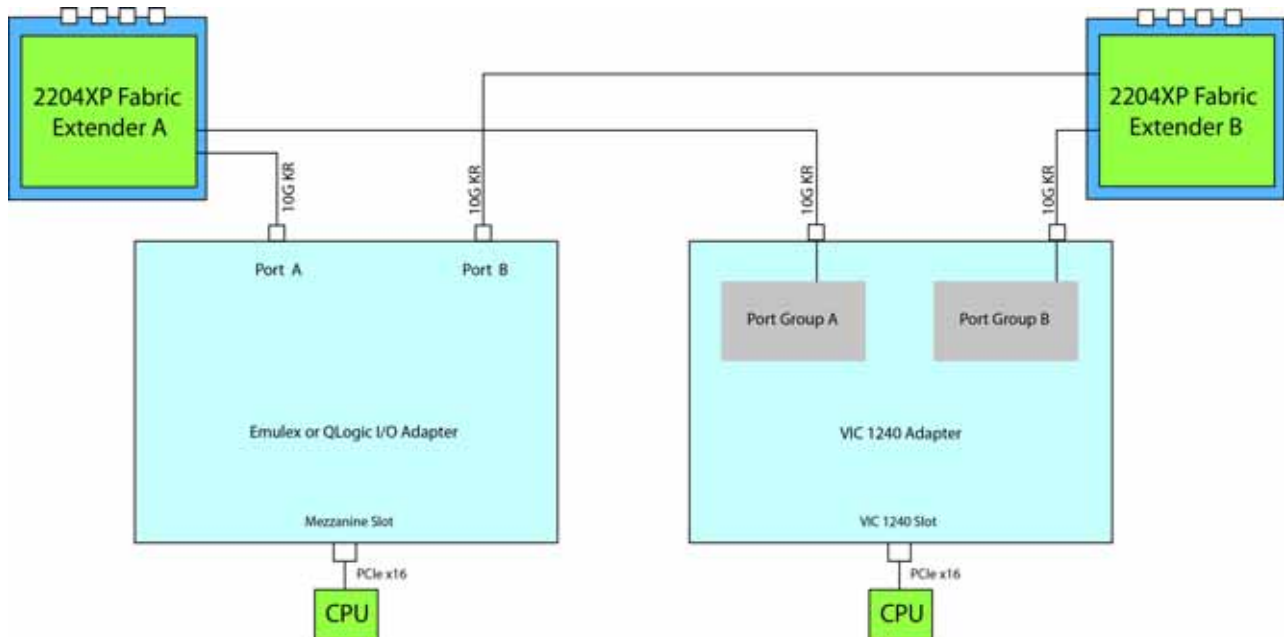 2204XP Fabric
Extender A
2204XP Fabric
Extender B
10G KR
10G KR
10G KR
10G KR
Port A
Port B
Port Group A
Port Group B
Emulex or QLogic I/O Adapter
VIC 1240 Adapter
Mezzanine Slot
VIC 1240 Slot
PCIe x16
PCIe x16
CPU
CPU